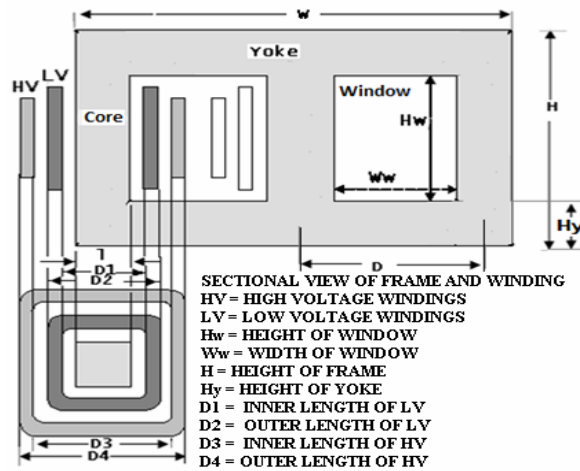 W
Yoke
HV
LV
Core
Window
Hw
Ww
H
Hy
L
D1
D2
D
SECTIONAL VIEW OF FRAME AND WINDING
HV = HIGH VOLTAGE WINDINGS
LV = LOW VOLTAGE WINDINGS
Hw = HEIGHT OF WINDOW
Ww = WIDTH OF WINDOW
H = HEIGHT OF FRAME
Hy = HEIGHT OF YOKE
D1 = INNER LENGTH OF LV
D2 = OUTER LENGTH OF LV
D3 = INNER LENGTH OF HV
D4 = OUTER LENGTH OF HV
D3
D4